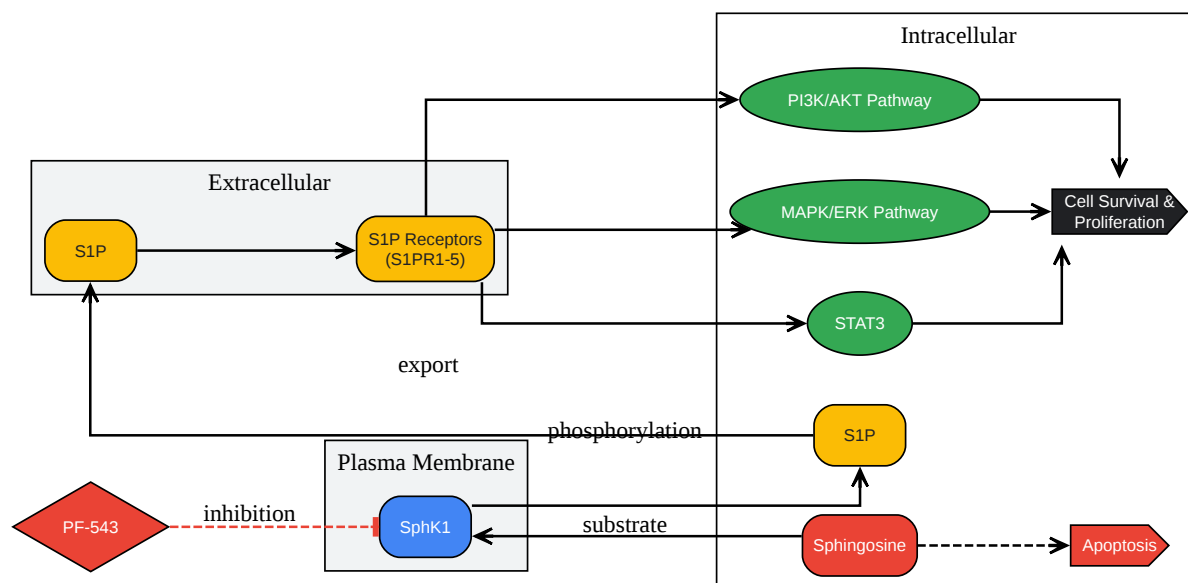 Intracellular
PI3K/AKT Pathway
Extracellular
MAPK/ERK Pathway
Cell Survival &
Proliferation
S1P
S1P Receptors
(S1PR1-5)
STAT3
export
phosphorylation
S1P
Plasma Membrane
PF-543
inhibition
SphK1
substrate
Sphingosine
Apoptosis